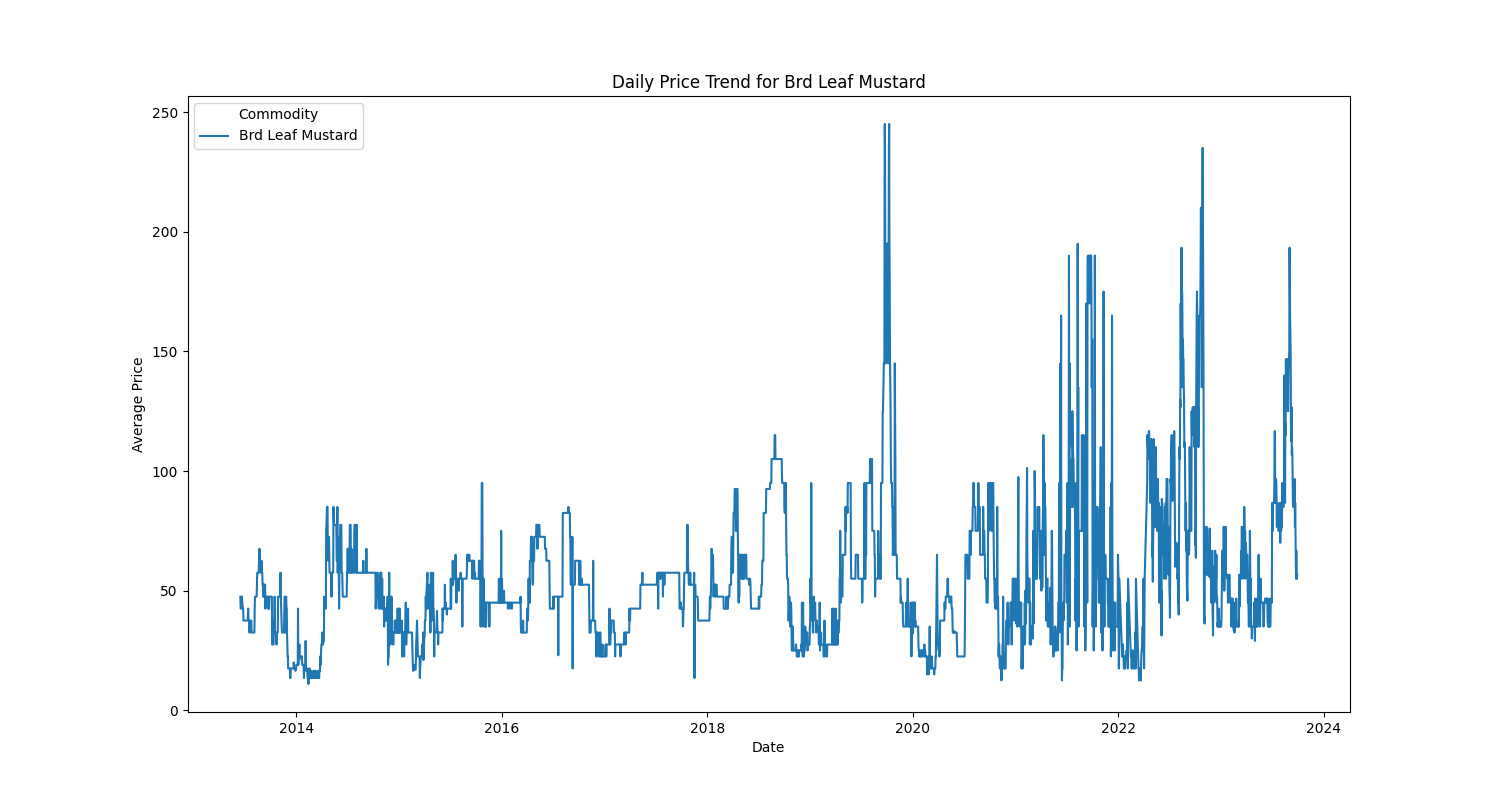 Daily Price Trend for Brd Leaf Mustard
Commodity
Brd Leaf Mustard
250
200
150
100
50
0
Average Price
2014 2016 2018 2020 2022 2024
Date